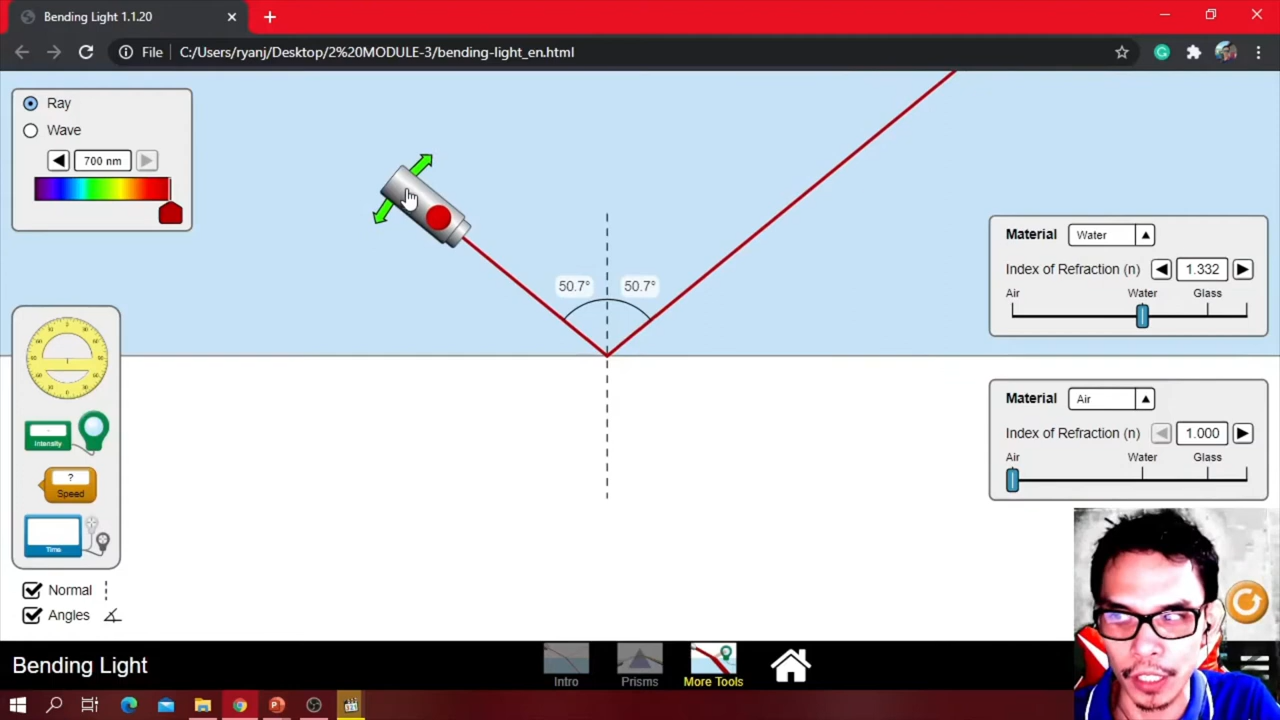 Bending Light 1.1.20
File
C:/Users/ryanj/Desktop/2%20MODULE-3/bending-light_en.html
Ray
Wave
700 nm
50.7°
50.7°
Material
Water
Index of Refraction (n)
1.332
Air
Water
Glass
Material
Air
Index of Refraction (n)
1.000
Air
Water
Glass
-
Intensity
?
Speed
Time
Normal
Angles
Bending Light
Intro
Prisms
More Tools